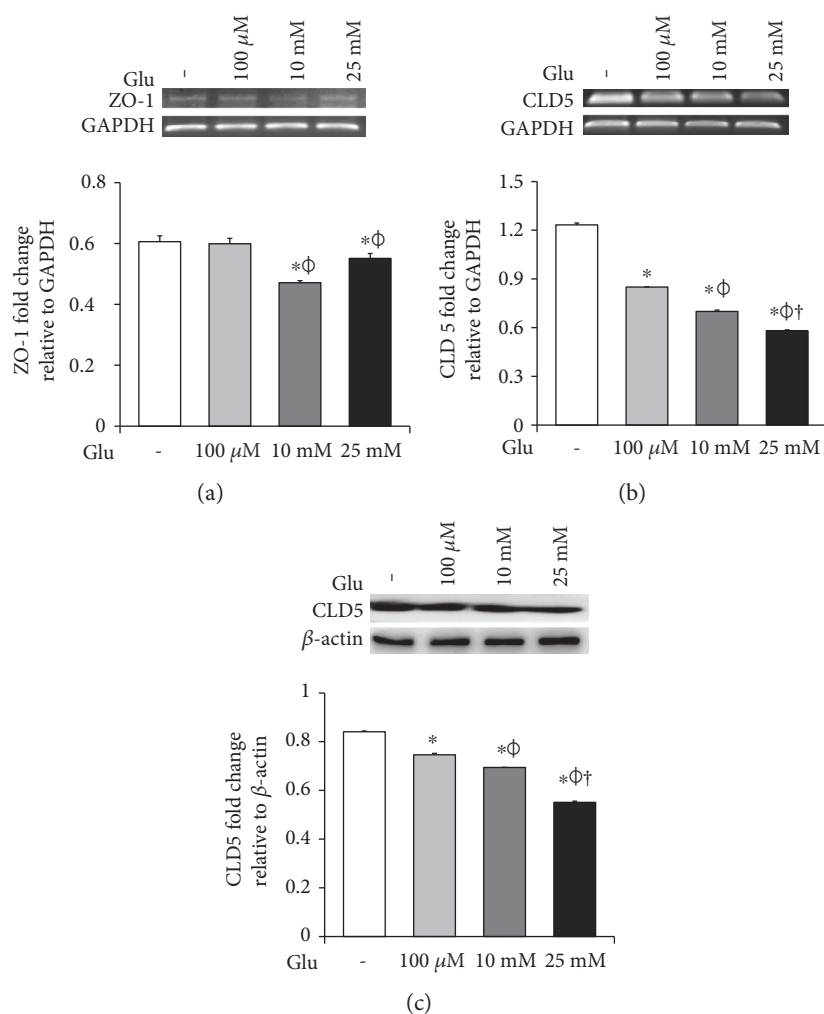 Glu - 100 μM 10 mM 25 mM
ZO-1
GAPDH
ZO-1 fold change
relative to GAPDH
0.8
0.6
0.4
0.2
0
*Φ
*Φ
Glu - 100 μM 10 mM 25 mM
(a)
Glu - 100 μM 10 mM 25 mM
CLD5
GAPDH
CLD 5 fold change
relative to GAPDH
1.5
1.2
0.9
0.6
0.3
0
*
*Φ
*Φ†
- 100 μM 10 mM 25 mM
(b)
Glu - 100 μM 10 mM 25 mM
CLD5
β-actin
CLD5 fold change
relative to β-actin
1
0.8
0.6
0.4
0.2
0
*
*Φ
*Φ†
Glu - 100 μM 10 mM 25 mM
(c)